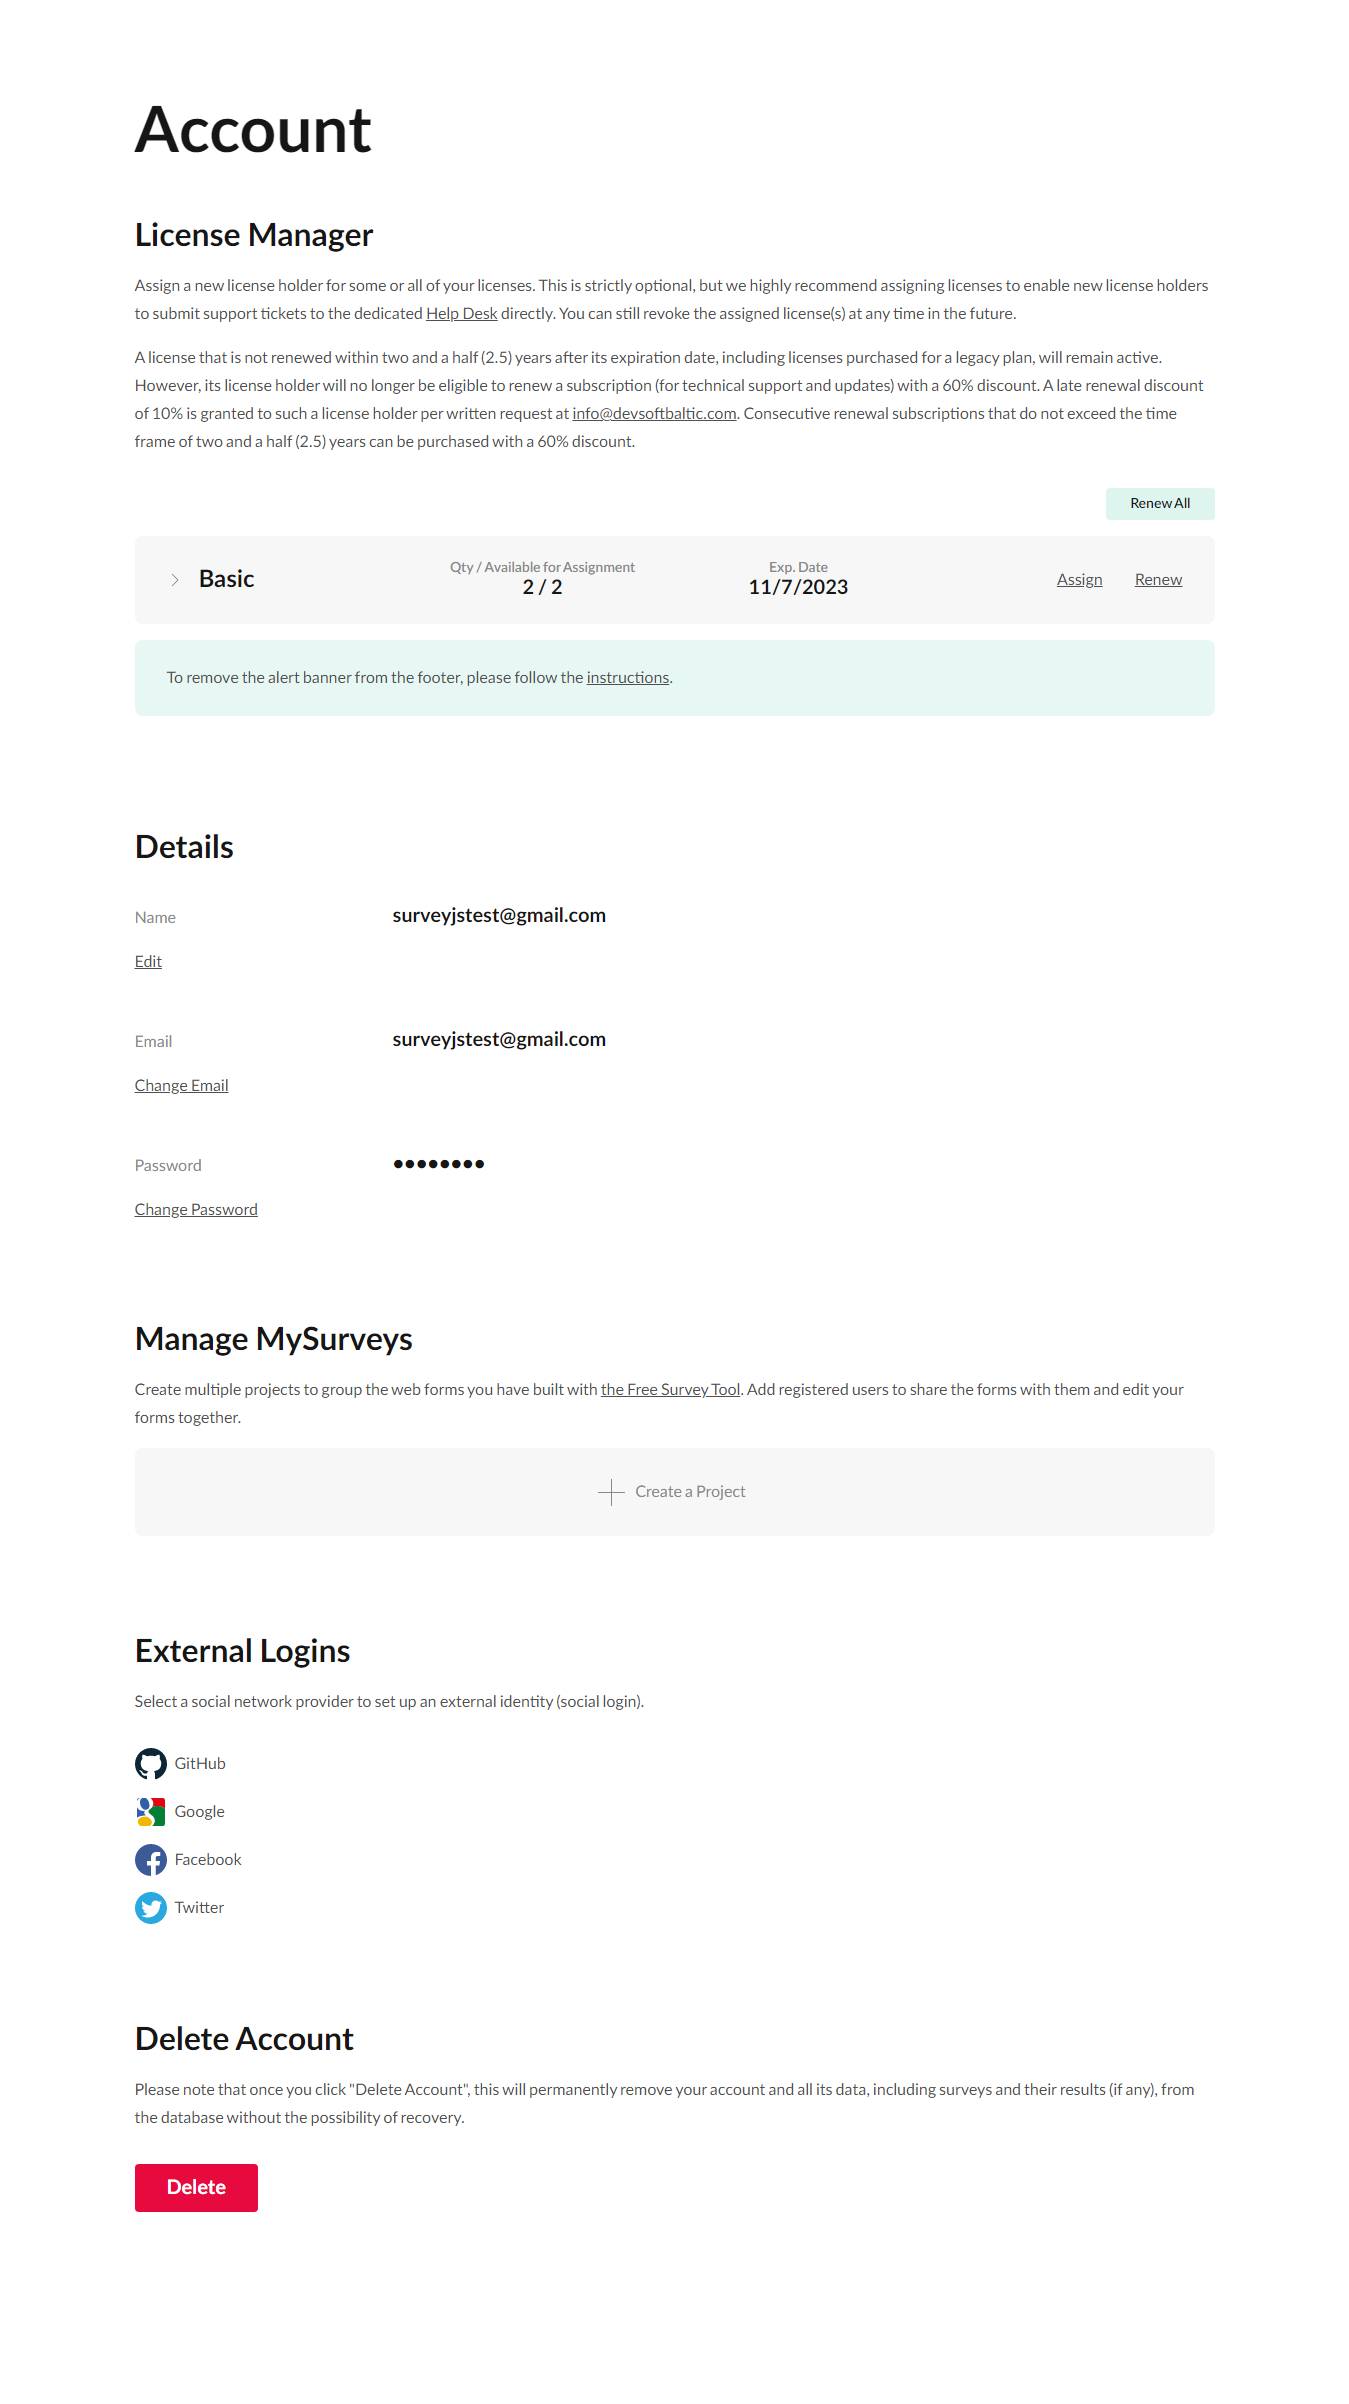 Account
License Manager
Assign a new license holder for some or all of your licenses. This is strictly optional, but we highly recommend assigning licenses to enable new license holders
to submit support tickets to the dedicated Help Desk directly. You can still revoke the assigned license(s) at any time in the future.
A license that is not renewed within two and a half (2.5) years after its expiration date, including licenses purchased for a legacy plan, will remain active.
However, its license holder will no longer be eligible to renew a subscription (for technical support and updates) with a 60% discount. A late renewal discount
of 10% is granted to such a license holder per written request at info@devsoftbaltic.com. Consecutive renewal subscriptions that do not exceed the time
frame of two and a half (2.5) years can be purchased with a 60% discount.
Renew All
Basic
Qty / Available for Assignment
2 / 2
Exp. Date
11/7/2023
Assign
Renew
To remove the alert banner from the footer, please follow the instructions.
Details
Name surveyjstest@gmail.com
Edit
Email surveyjstest@gmail.com
Change Email
Password ●●●●●●●●
Change Password
Manage MySurveys
Create multiple projects to group the web forms you have built with the Free Survey Tool. Add registered users to share the forms with them and edit your
forms together.
Create a Project
External Logins
Select a social network provider to set up an external identity (social login).
GitHub
Google
Facebook
Twitter
Delete Account
Please note that once you click "Delete Account", this will permanently remove your account and all its data, including surveys and their results (if any), from
the database without the possibility of recovery.
Delete